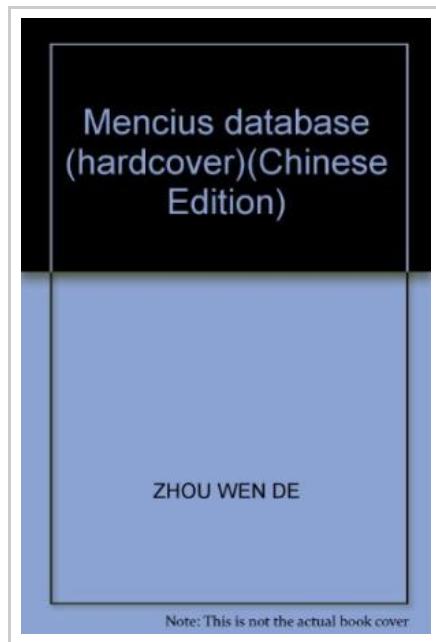 Mencius database
(hardcover)(Chinese
Edition)
ZHOU WEN DE
Note: This is not the actual book cover